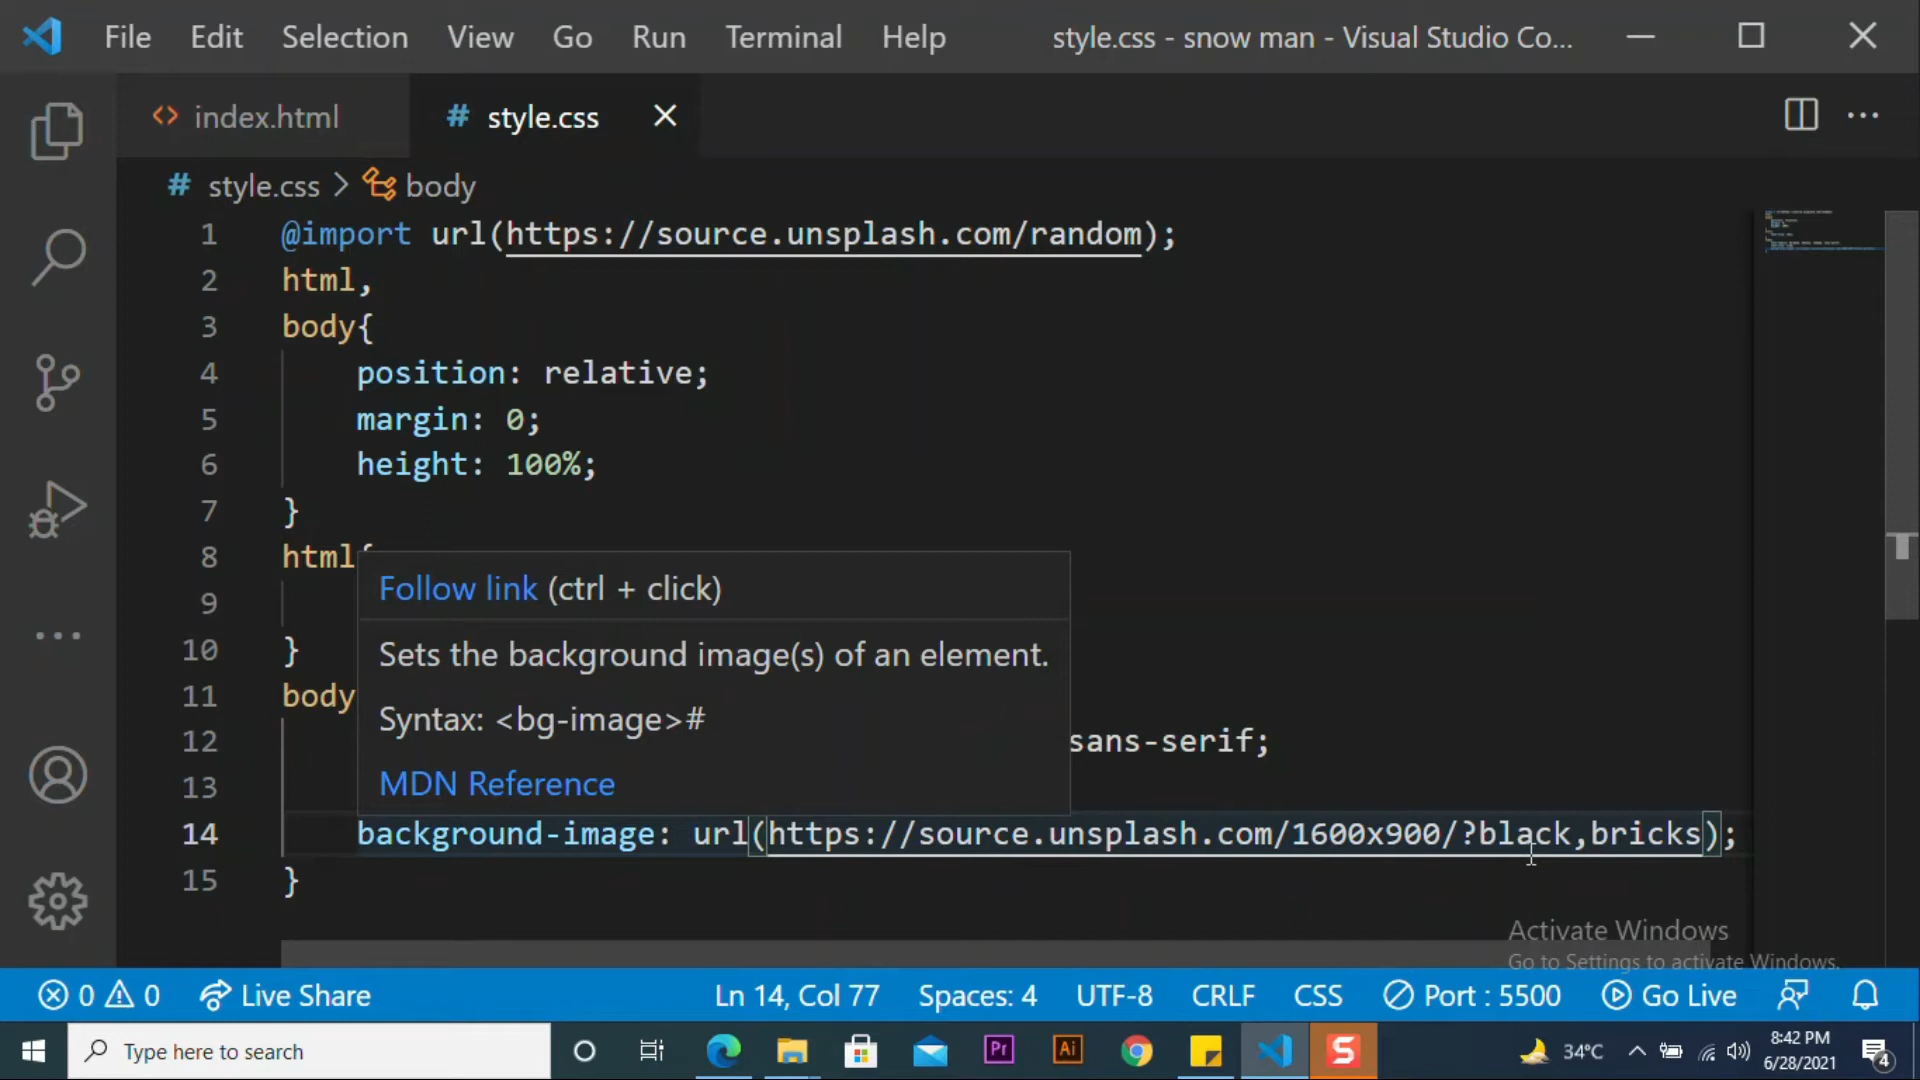 File Edit Selection View Go Run Terminal Help style.css - snow man - Visual Studio Co...
<> index.html # style.css
# style.css > body
1 @import url(https://source.unsplash.com/random);
2 html,
3 body{
4 position: relative;
5 margin: 0;
6 height: 100%;
7 }
8 html{
Follow link (ctrl + click)
9
Sets the background image(s) of an element.
10 }
11 body
Syntax: <bg-image>#
12 sans-serif;
13
MDN Reference
14 background-image: url(https://source.unsplash.com/1600x900/?black,bricks);
15 }
Activate Windows
Go to Settings to activate Windows.
0 0 Live Share Ln 14, Col 77 Spaces: 4 UTF-8 CRLF CSS Port : 5500 Go Live
Type here to search Pr Ai S 34°C 8:42 PM
6/28/2021 4